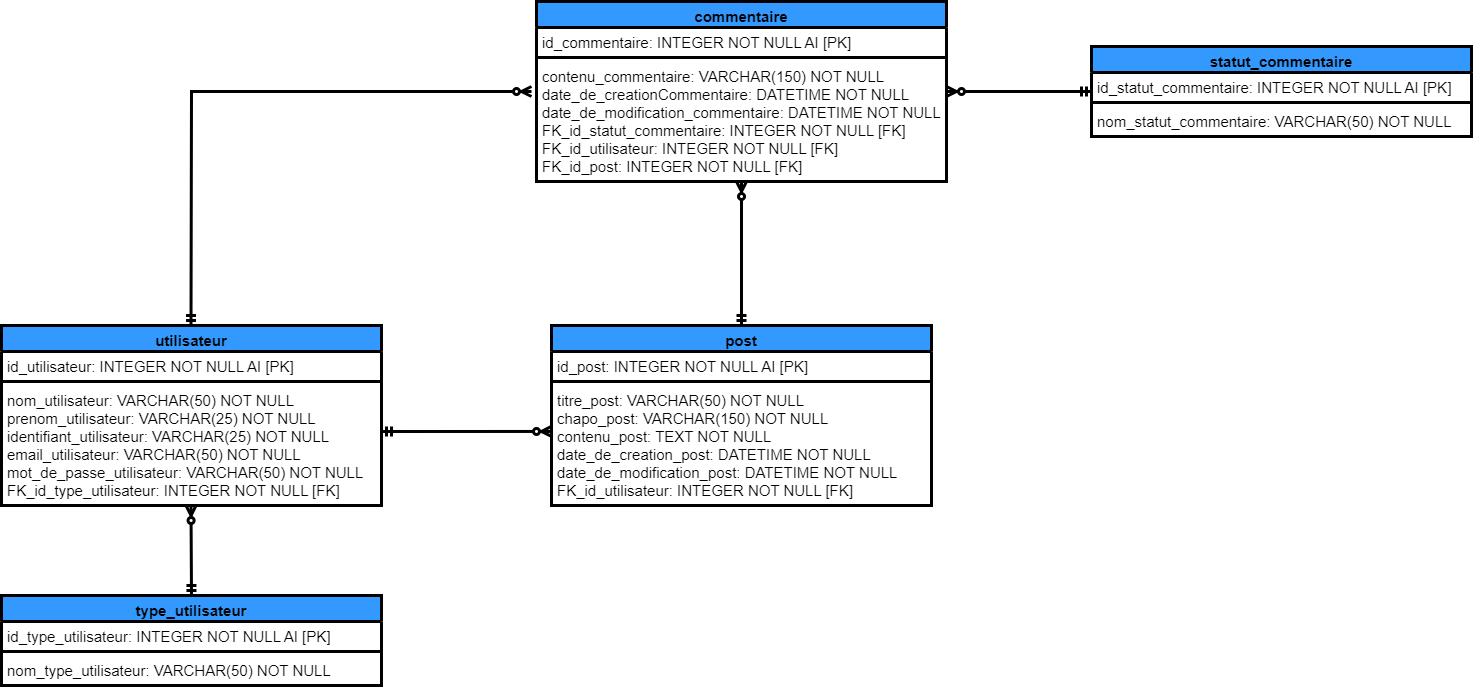 commentaire
id_commentaire: INTEGER NOT NULL AI [PK]
contenu_commentaire: VARCHAR(150) NOT NULL
date_de_creationCommentaire: DATETIME NOT NULL
date_de_modification_commentaire: DATETIME NOT NULL
FK_id_statut_commentaire: INTEGER NOT NULL [FK]
FK_id_utilisateur: INTEGER NOT NULL [FK]
FK_id_post: INTEGER NOT NULL [FK]
statut_commentaire
id_statut_commentaire: INTEGER NOT NULL AI [PK]
nom_statut_commentaire: VARCHAR(50) NOT NULL
utilisateur
id_utilisateur: INTEGER NOT NULL AI [PK]
nom_utilisateur: VARCHAR(50) NOT NULL
prenom_utilisateur: VARCHAR(25) NOT NULL
identifiant_utilisateur: VARCHAR(25) NOT NULL
email_utilisateur: VARCHAR(50) NOT NULL
mot_de_passe_utilisateur: VARCHAR(50) NOT NULL
FK_id_type_utilisateur: INTEGER NOT NULL [FK]
post
id_post: INTEGER NOT NULL AI [PK]
titre_post: VARCHAR(50) NOT NULL
chapo_post: VARCHAR(150) NOT NULL
contenu_post: TEXT NOT NULL
date_de_creation_post: DATETIME NOT NULL
date_de_modification_post: DATETIME NOT NULL
FK_id_utilisateur: INTEGER NOT NULL [FK]
type_utilisateur
id_type_utilisateur: INTEGER NOT NULL AI [PK]
nom_type_utilisateur: VARCHAR(50) NOT NULL